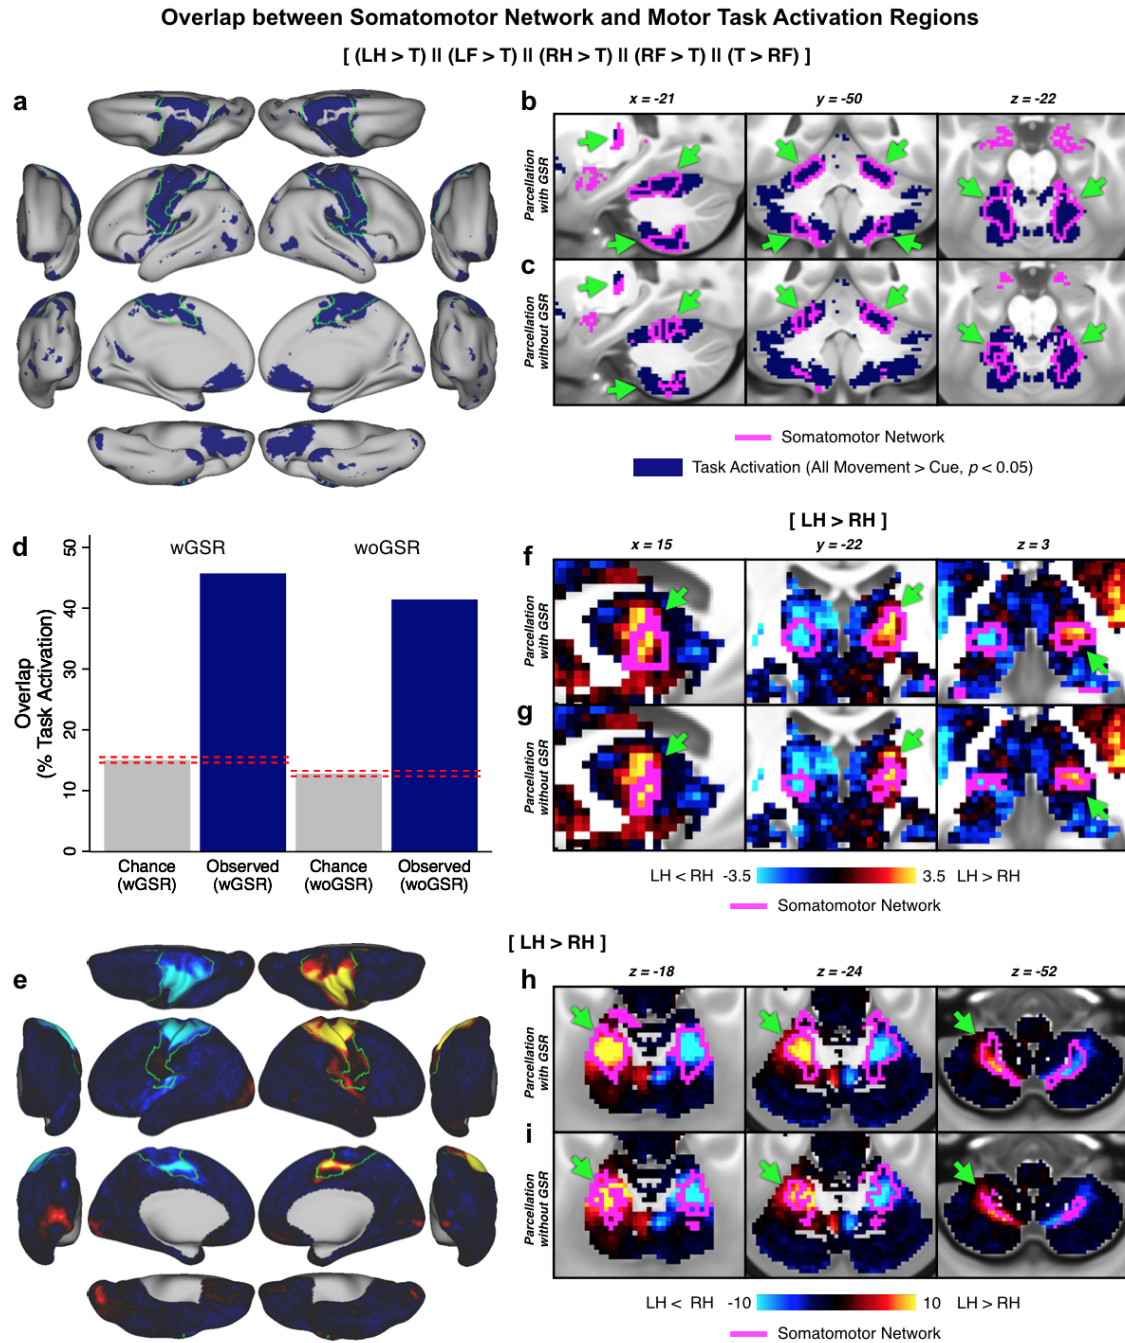 Overlap between Somatomotor Network and Motor Task Activation Regions
[ (LH > T) || (LF > T) || (RH > T) || (RF > T) || (T > RF) ]
a
b
x = -21
y = -50
z = -22
Parcellation
with GSR
c
Parcellation
without GSR
Somatomotor Network
Task Activation (All Movement > Cue, p < 0.05)
d
wGSR
woGSR
Overlap
(% Task Activation)
50
40
30
20
10
0
Chance
(wGSR)
Observed
(wGSR)
Chance
(woGSR)
Observed
(woGSR)
[ LH > RH ]
f
x = 15
y = -22
z = 3
Parcellation
with GSR
g
Parcellation
without GSR
LH < RH -3.5 3.5 LH > RH
Somatomotor Network
e
[ LH > RH ]
h
z = -18
z = -24
z = -52
Parcellation
with GSR
i
Parcellation
without GSR
LH < RH -10 10 LH > RH
Somatomotor Network